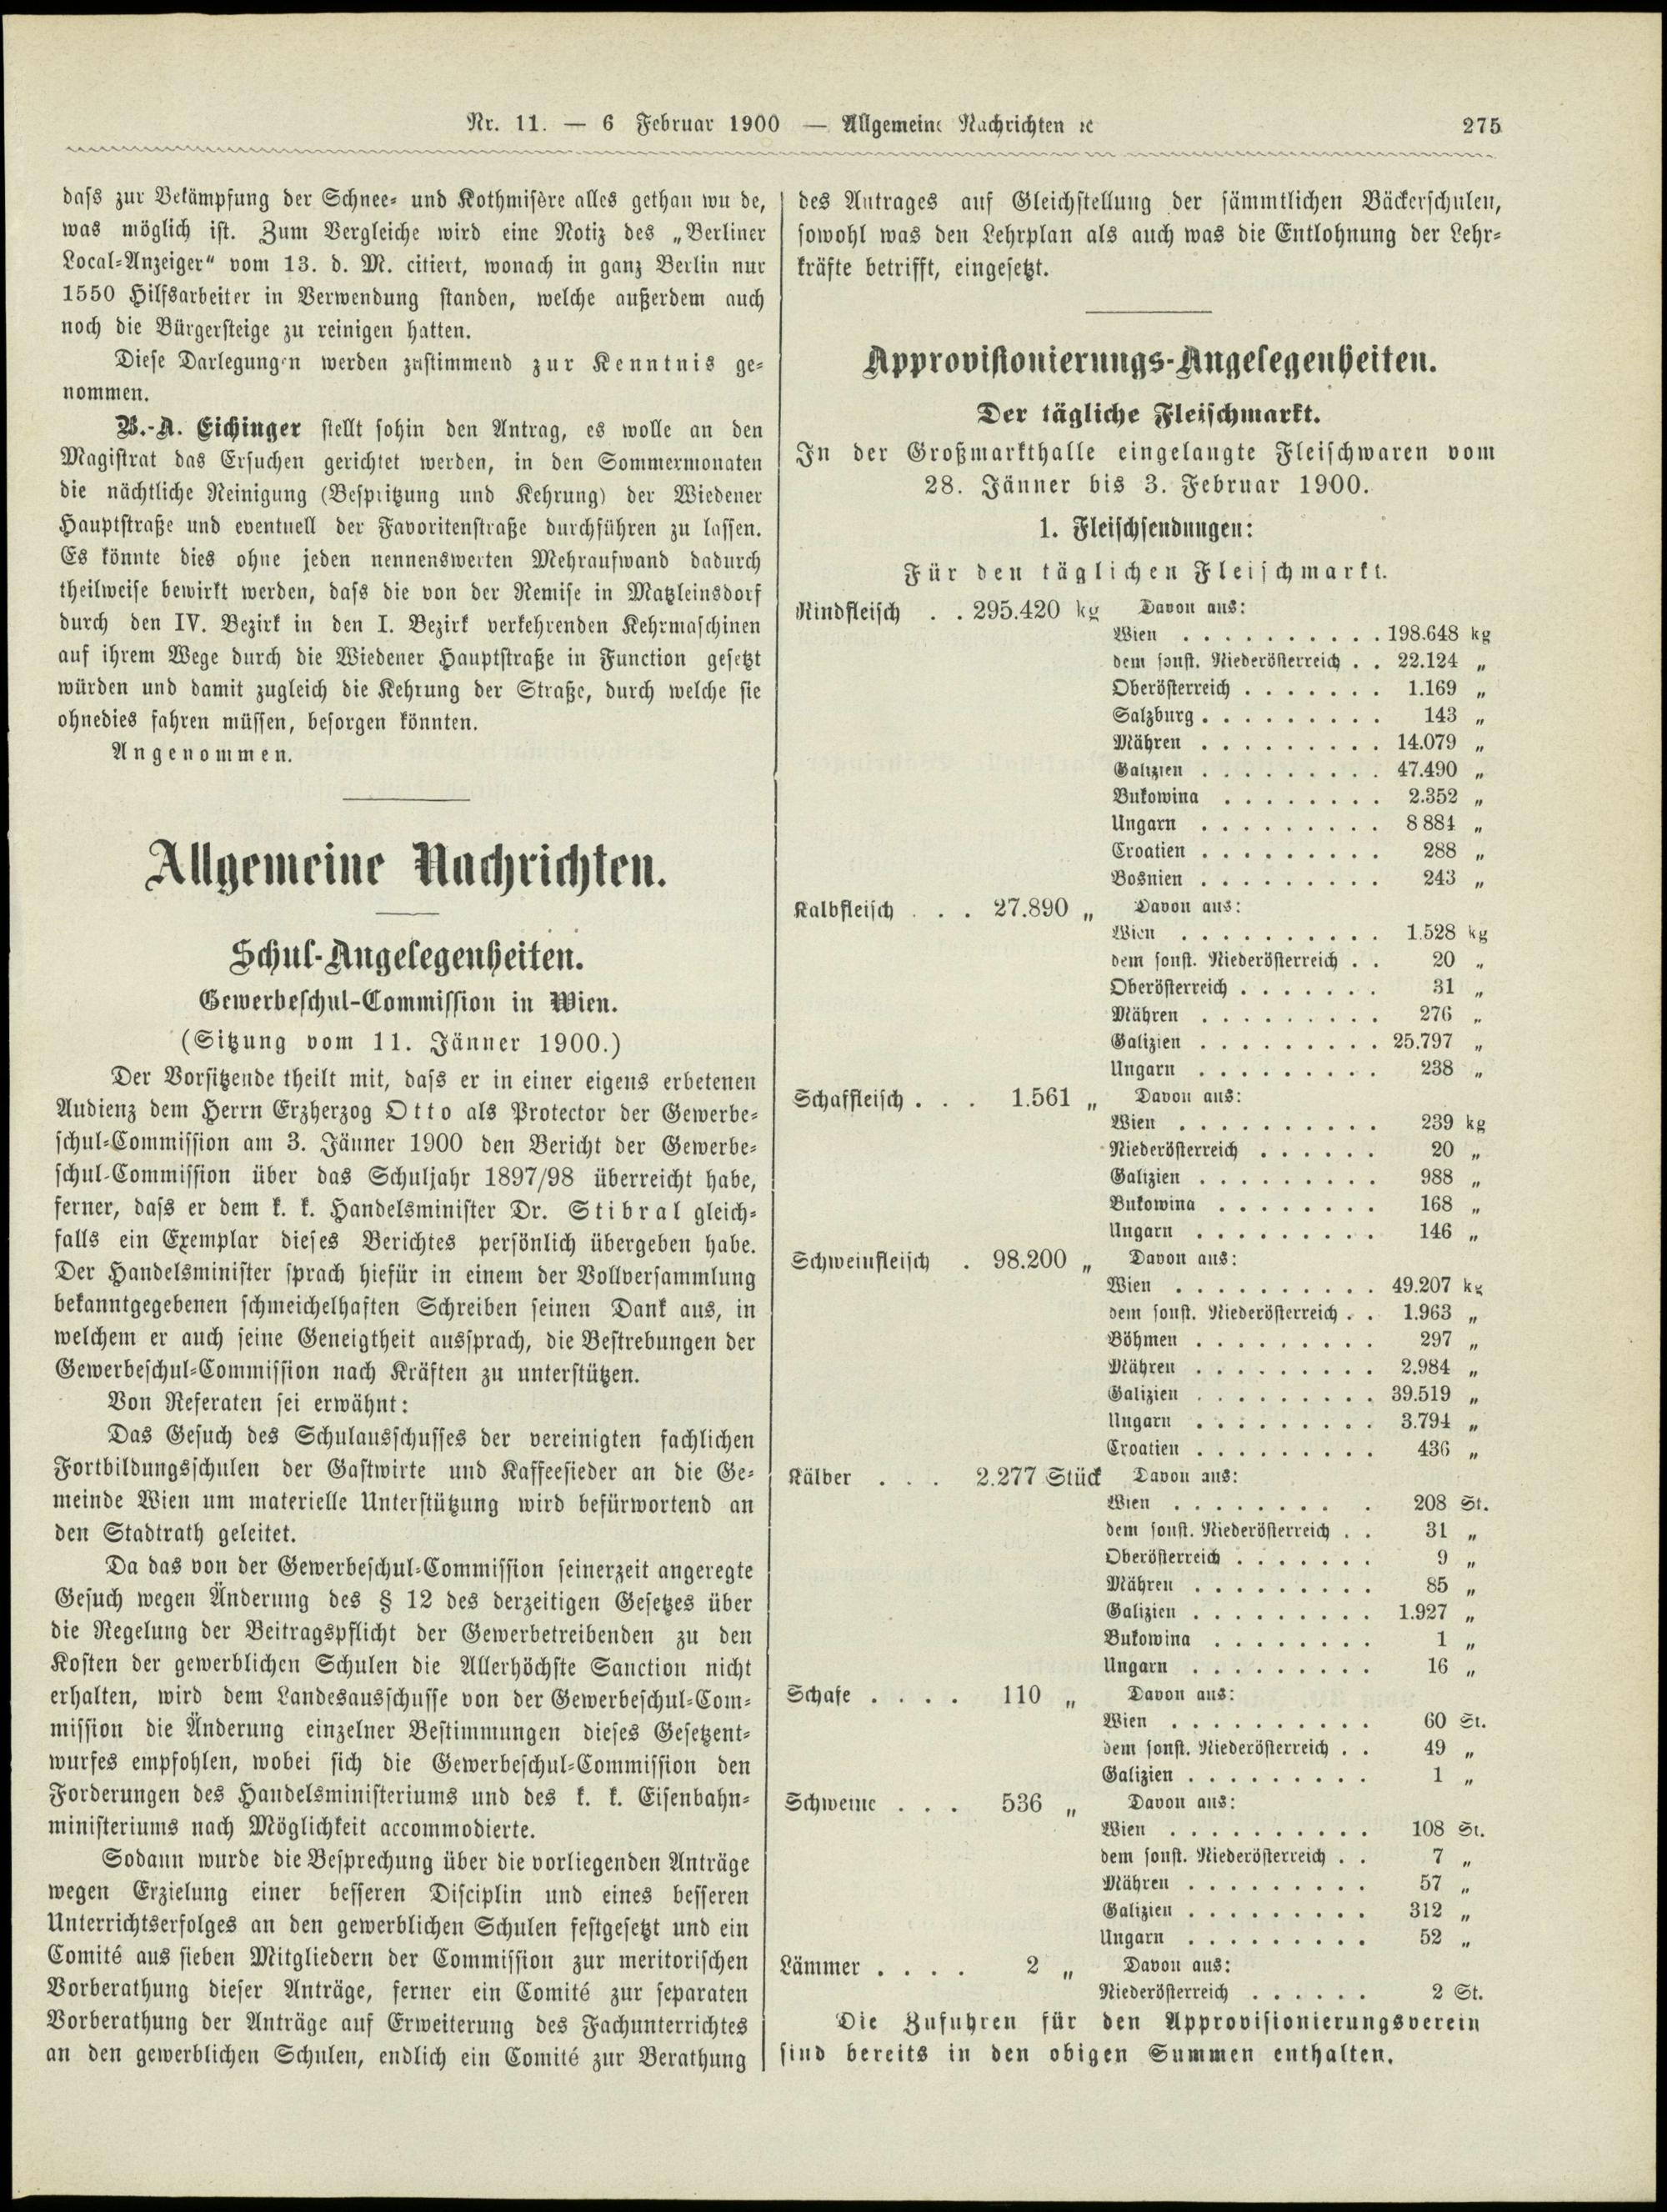 Nr. 11. — 6 Februar 1900 — Allgemeine Nachrichten ꝛc 275
dass zur Bekämpfung der Schnee- und Kothmisère alles gethan wu de,
was möglich ist. Zum Vergleiche wird eine Notiz des „Berliner
Local-Anzeiger“ vom 13. d. M. citiert, wonach in ganz Berlin nur
1550 Hilfsarbeiter in Verwendung standen, welche außerdem auch
noch die Bürgersteige zu reinigen hatten.
Diese Darlegungen werden zustimmend zur Kenntnis ge-
nommen.
B.-A. Eichinger stellt sohin den Antrag, es wolle an den
Magistrat das Ersuchen gerichtet werden, in den Sommermonaten
die nächtliche Reinigung (Bespritzung und Kehrung) der Wiedener
Hauptstraße und eventuell der Favoritenstraße durchführen zu lassen.
Es könnte dies ohne jeden nennenswerten Mehraufwand dadurch
theilweise bewirkt werden, dass die von der Remise in Matzleinsdorf
durch den IV. Bezirk in den I. Bezirk verkehrenden Kehrmaschinen
auf ihrem Wege durch die Wiedener Hauptstraße in Function gesetzt
würden und damit zugleich die Kehrung der Straße, durch welche sie
ohnedies fahren müssen, besorgen könnten.
Angenommen.
Allgemeine Nachrichten.
Schul-Angelegenheiten.
Gewerbeschul-Commission in Wien.
(Sitzung vom 11. Jänner 1900.)
Der Vorsitzende theilt mit, dass er in einer eigens erbetenen
Audienz dem Herrn Erzherzog Otto als Protector der Gewerbe-
schul-Commission am 3. Jänner 1900 den Bericht der Gewerbe-
schul-Commission über das Schuljahr 1897/98 überreicht habe,
ferner, dass er dem k. k. Handelsminister Dr. Stibral gleich-
falls ein Exemplar dieses Berichtes persönlich übergeben habe.
Der Handelsminister sprach hiefür in einem der Vollversammlung
bekanntgegebenen schmeichelhaften Schreiben seinen Dank aus, in
welchem er auch seine Geneigtheit aussprach, die Bestrebungen der
Gewerbeschul-Commission nach Kräften zu unterstützen.
Von Referaten sei erwähnt:
Das Gesuch des Schulausschusses der vereinigten fachlichen
Fortbildungsschulen der Gastwirte und Kaffeesieder an die Ge-
meinde Wien um materielle Unterstützung wird befürwortend an
den Stadtrath geleitet.
Da das von der Gewerbeschul-Commission seinerzeit angeregte
Gesuch wegen Änderung des § 12 des derzeitigen Gesetzes über
die Regelung der Beitragspflicht der Gewerbetreibenden zu den
Kosten der gewerblichen Schulen die Allerhöchste Sanction nicht
erhalten, wird dem Landesausschusse von der Gewerbeschul-Com-
mission die Änderung einzelner Bestimmungen dieses Gesetzent-
wurfes empfohlen, wobei sich die Gewerbeschul-Commission den
Forderungen des Handelsministeriums und des k. k. Eisenbahn-
ministeriums nach Möglichkeit accommodierte.
Sodann wurde die Besprechung über die vorliegenden Anträge
wegen Erzielung einer besseren Disciplin und eines besseren
Unterrichtserfolges an den gewerblichen Schulen festgesetzt und ein
Comité aus sieben Mitgliedern der Commission zur meritorischen
Vorberathung dieser Anträge, ferner ein Comité zur separaten
Vorberathung der Anträge auf Erweiterung des Fachunterrichtes
an den gewerblichen Schulen, endlich ein Comité zur Berathung
des Antrages auf Gleichstellung der sämmtlichen Bäckerschulen,
sowohl was den Lehrplan als auch was die Entlohnung der Lehr-
kräfte betrifft, eingesetzt.
Approvisionierungs-Angelegenheiten.
Der tägliche Fleischmarkt.
In der Großmarkthalle eingelangte Fleischwaren vom
28. Jänner bis 3. Februar 1900.
1. Fleischsendungen:
Für den täglichen Fleischmarkt.
Rindfleisch . . 295.420 kg Davon aus:
Wien . . . . . . . . . . 198.648 kg
dem sonst. Niederösterreich . . 22.124 „
Oberösterreich . . . . . . . 1.169 „
Salzburg . . . . . . . . . 143 „
Mähren . . . . . . . . . 14.079 „
Galizien . . . . . . . . . 47.490 „
Bukowina . . . . . . . . 2.352 „
Ungarn . . . . . . . . . 8 884 „
Croatien . . . . . . . . . 288 „
Bosnien . . . . . . . . . 243 „
Kalbfleisch . . . 27.890 „ Davon aus:
Wien . . . . . . . . . . 1.528 kg
dem sonst. Niederösterreich . . 20 „
Oberösterreich . . . . . . . 31 „
Mähren . . . . . . . . . 276 „
Galizien . . . . . . . . . 25.797 „
Ungarn . . . . . . . . . 238 „
Schaffleisch . . . 1.561 „ Davon aus:
Wien . . . . . . . . . . 239 kg
Niederösterreich . . . . . . 20 „
Galizien . . . . . . . . . 988 „
Bukowina . . . . . . . . 168 „
Ungarn . . . . . . . . . 146 „
Schweinfleisch . 98.200 „ Davon aus:
Wien . . . . . . . . . . 49.207 kg
dem sonst. Niederösterreich . . 1.963 „
Böhmen . . . . . . . . . 297 „
Mähren . . . . . . . . . 2.984 „
Galizien . . . . . . . . . 39.519 „
Ungarn . . . . . . . . . 3.794 „
Croatien . . . . . . . . . 436 „
Kälber . . . 2.277 Stück Davon aus:
Wien . . . . . . . . . 208 St.
dem sonst. Niederösterreich . . 31 „
Oberösterreich . . . . . . . 9 „
Mähren . . . . . . . . . 85 „
Galizien . . . . . . . . . 1.927 „
Bukowina . . . . . . . . 1 „
Ungarn . . . . . . . . . 16 „
Schafe . . . . 110 „ Davon aus:
Wien . . . . . . . . . . 60 St.
dem sonst. Niederösterreich . . 49 „
Galizien . . . . . . . . . 1 „
Schweine . . . 536 „ Davon aus:
Wien . . . . . . . . . . 108 St.
dem sonst. Niederösterreich . . 7 „
Mähren . . . . . . . . . 57 „
Galizien . . . . . . . . . 312 „
Ungarn . . . . . . . . . 52 „
Lämmer . . . . 2 „ Davon aus:
Niederösterreich . . . . . . 2 St.
Die Zufuhren für den Approvisionierungsverein
sind bereits in den obigen Summen enthalten.